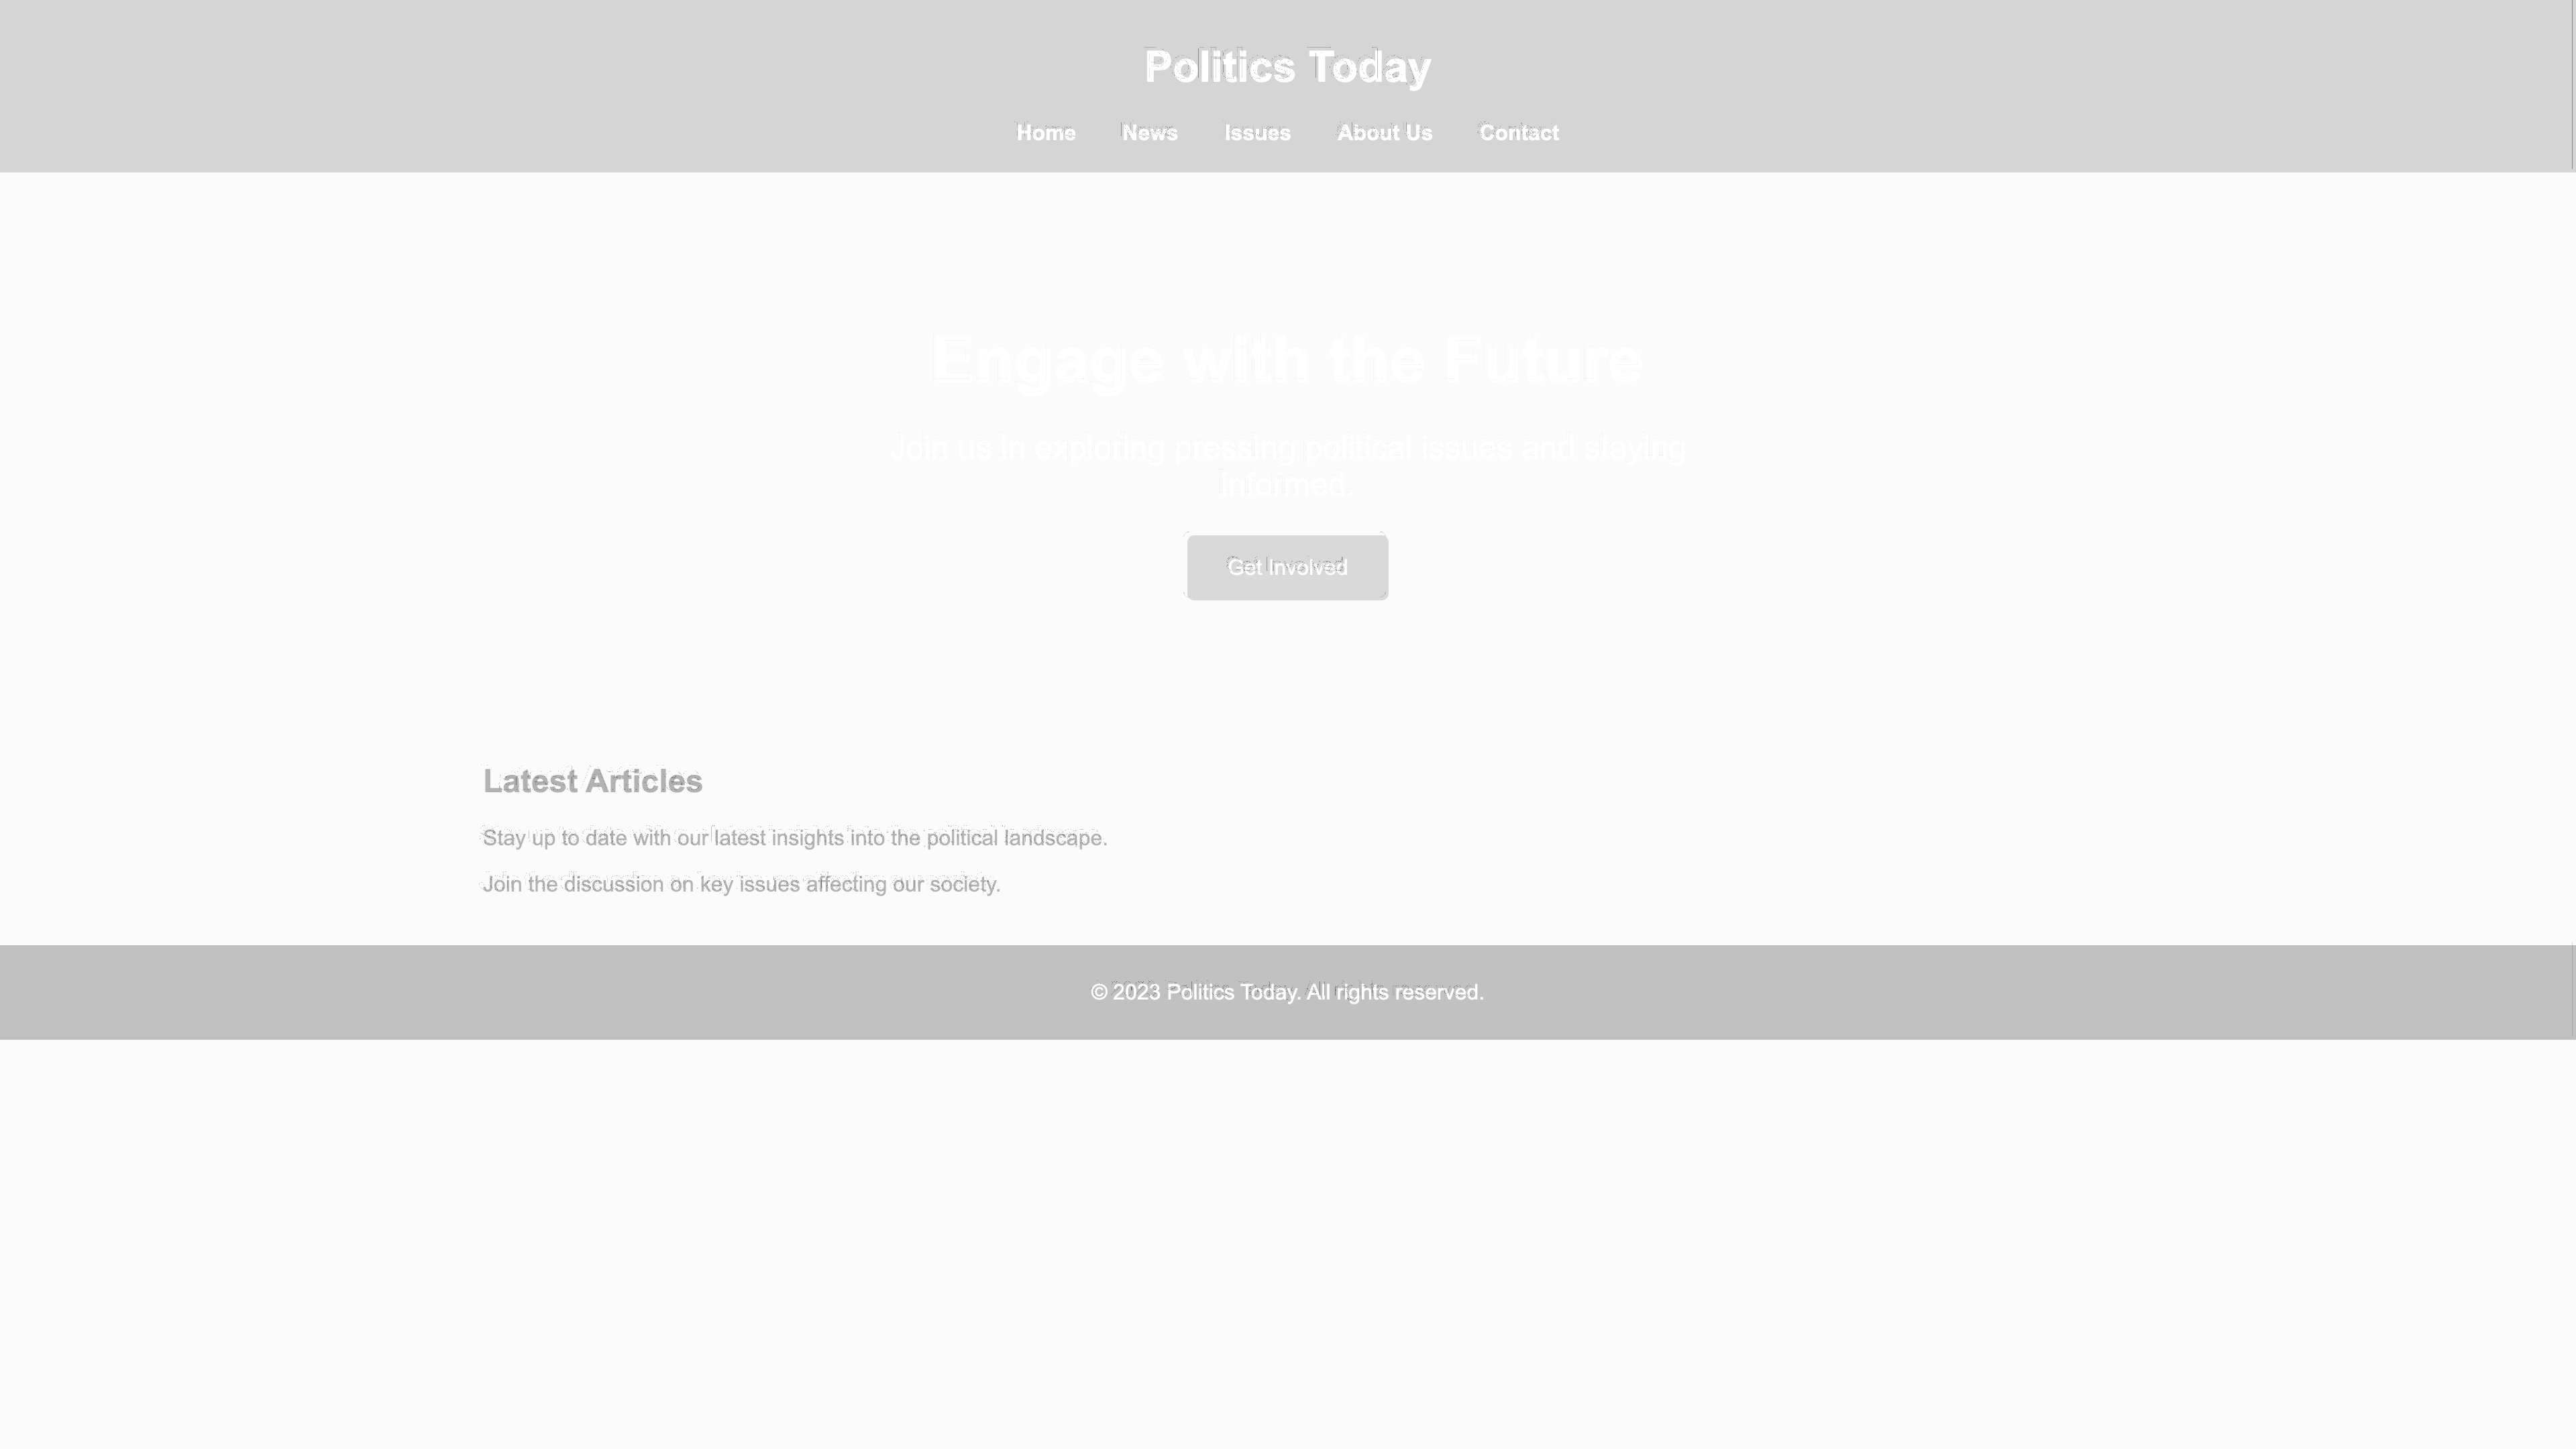 Politics Today
Home News Issues About Us Contact
Engage with the Future
Join us in exploring pressing political issues and staying
informed.
Get Involved
Latest Articles
Stay up to date with our latest insights into the political landscape.
Join the discussion on key issues affecting our society.
© 2023 Politics Today. All rights reserved.